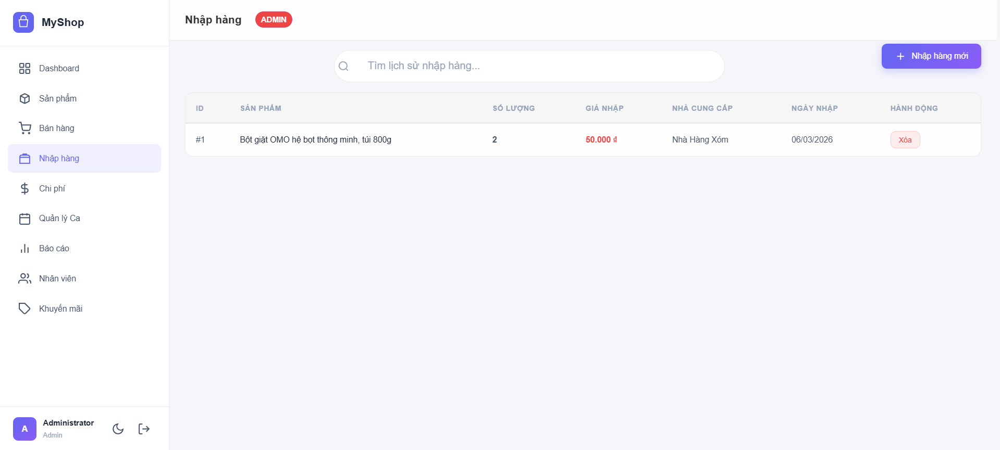 MyShop
Dashboard
Sản phẩm
Bán hàng
Nhập hàng
Chi phí
Quản lý Ca
Báo cáo
Nhân viên
Khuyến mãi
A
Administrator
Admin
Nhập hàng ADMIN
Tìm lịch sử nhập hàng...
Nhập hàng mới
ID SẢN PHẨM SỐ LƯỢNG GIÁ NHẬP NHÀ CUNG CẤP NGÀY NHẬP HÀNH ĐỘNG
#1 Bột giặt OMO hệ bọt thông minh, túi 800g 2 50.000 ₫ Nhà Hàng Xóm 06/03/2026 Xóa